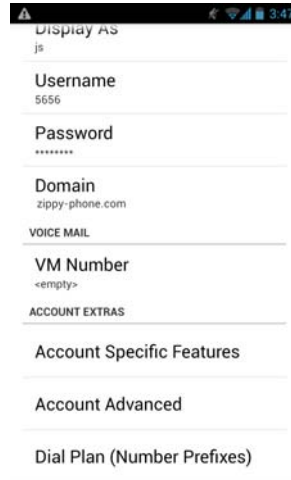 3:47
Display As
js
Username
5656
Password
********
Domain
zippy-phone.com
VOICE MAIL
VM Number
<empty>
ACCOUNT EXTRAS
Account Specific Features
Account Advanced
Dial Plan (Number Prefixes)